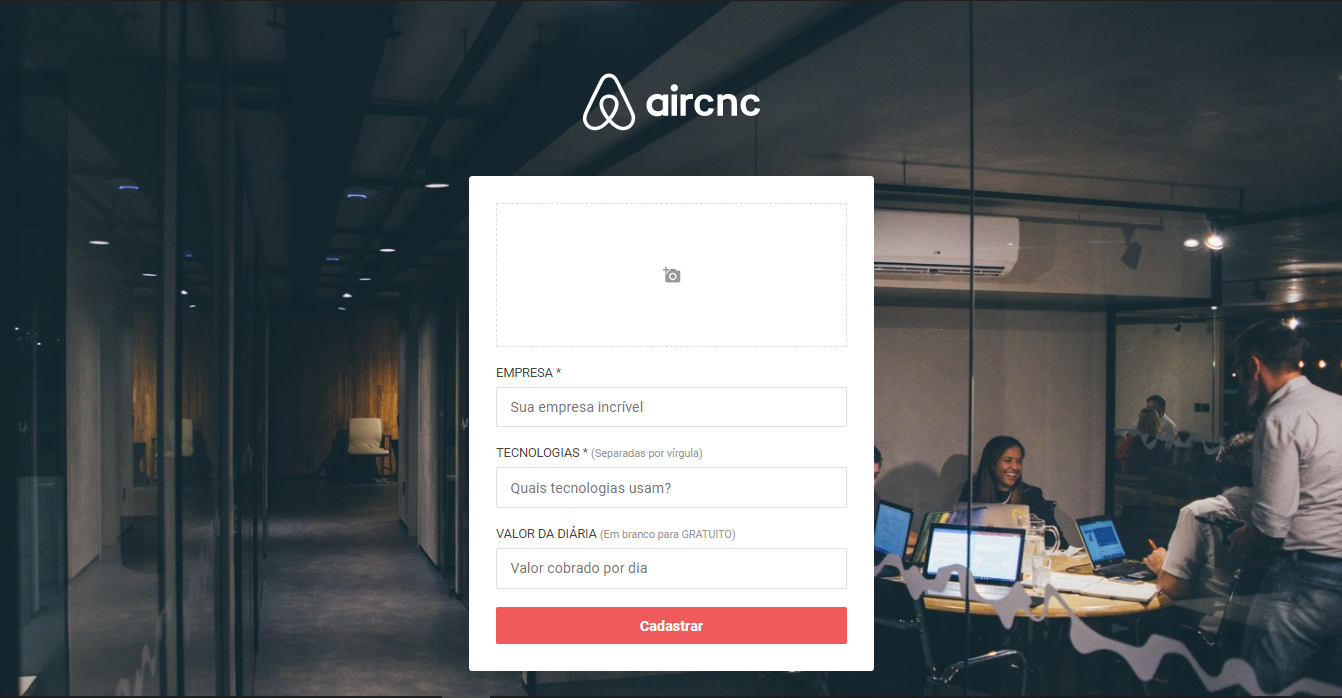 aircnc
EMPRESA *
Sua empresa incrível
TECNOLOGIAS * (Separadas por vírgula)
Quais tecnologias usam?
VALOR DA DIÁRIA (Em branco para GRATUITO)
Valor cobrado por dia
Cadastrar